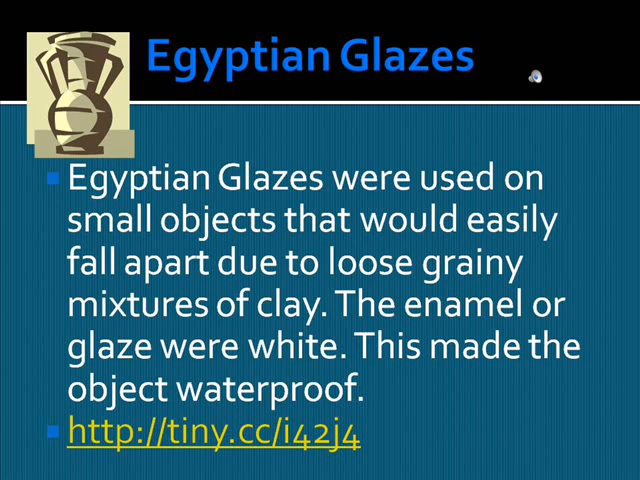 Egyptian Glazes
Egyptian Glazes were used on
small objects that would easily
fall apart due to loose grainy
mixtures of clay. The enamel or
glaze were white. This made the
object waterproof.
http://tiny.cc/i42j4